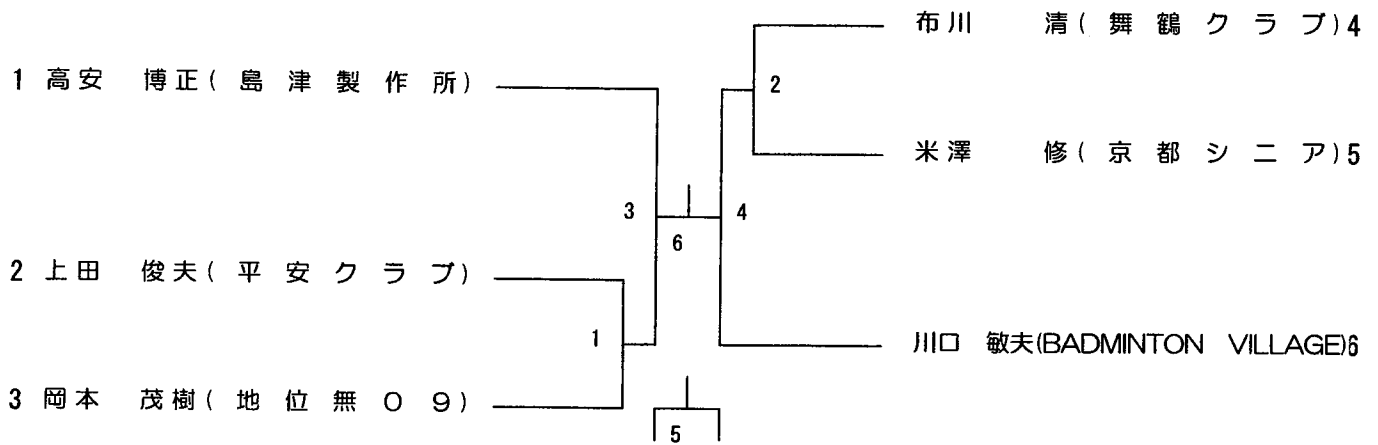 布川 清(舞鶴クラブ)4
1 高安 博正(島津製作所)
2
米澤 修(京都シニア)5
3
4
6
2 上田 俊夫(平安クラブ)
1
川口 敏夫(BADMINTON VILLAGE)6
3 岡本 茂樹(地位無09)
5